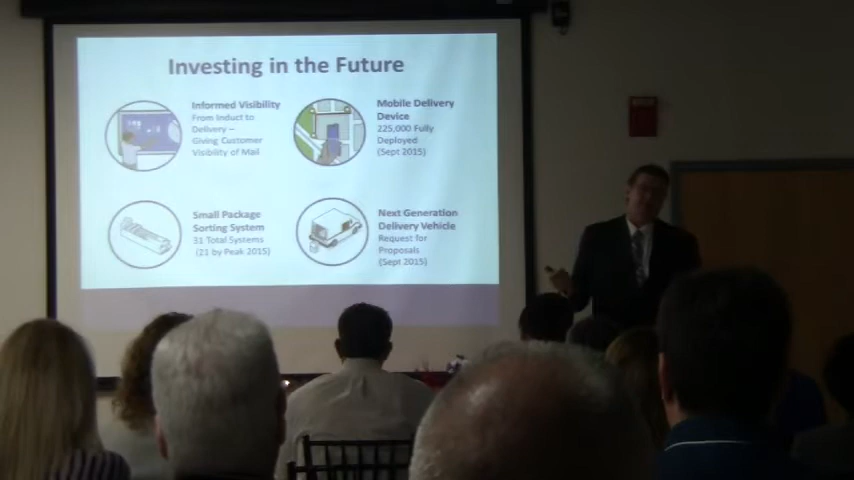 Investing in the Future
Informed Visibility
From Induct to
Delivery –
Giving Customer
Visibility of Mail
Mobile Delivery
Device
225,000 Fully
Deployed
(Sept 2015)
Small Package
Sorting System
31 Total Systems
(21 by Peak 2015)
Next Generation
Delivery Vehicle
Request for
Proposals
(Sept 2015)